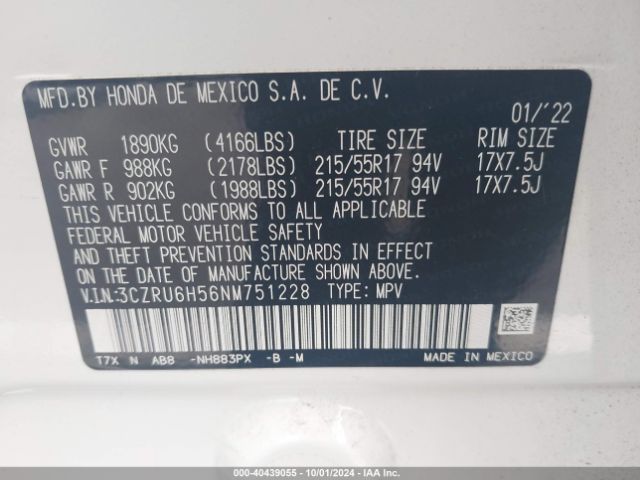 MFD.BY HONDA DE MEXICO S.A. DE C.V.
01/'22
GVWR 1890KG (4166LBS) TIRE SIZE RIM SIZE
GAWR F 988KG (2178LBS) 215/55R17 94V 17X7.5J
GAWR R 902KG (1988LBS) 215/55R17 94V 17X7.5J
THIS VEHICLE CONFORMS TO ALL APPLICABLE
FEDERAL MOTOR VEHICLE SAFETY
AND THEFT PREVENTION STANDARDS IN EFFECT
ON THE DATE OF MANUFACTURE SHOWN ABOVE.
V.I.N.:3CZRU6H56NM751228 TYPE: MPV
T7X N AB8 -NH883PX -B -M MADE IN MEXICO
000-40439055 - 10/01/2024 - IAA Inc.